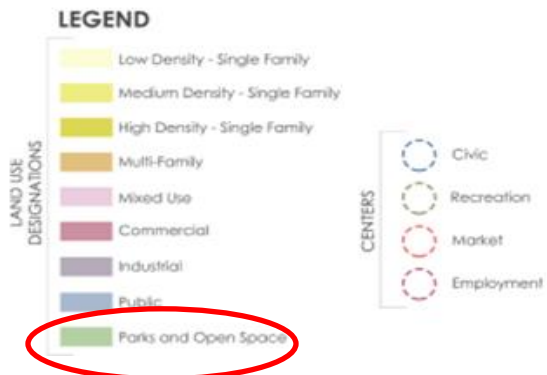 LEGEND
LAND USE
DESIGNATIONS
Low Density - Single Family
Medium Density - Single Family
High Density - Single Family
Multi-Family
Mixed Use
Commercial
Industrial
Public
Parks and Open Space
CENTERS
Civic
Recreation
Market
Employment